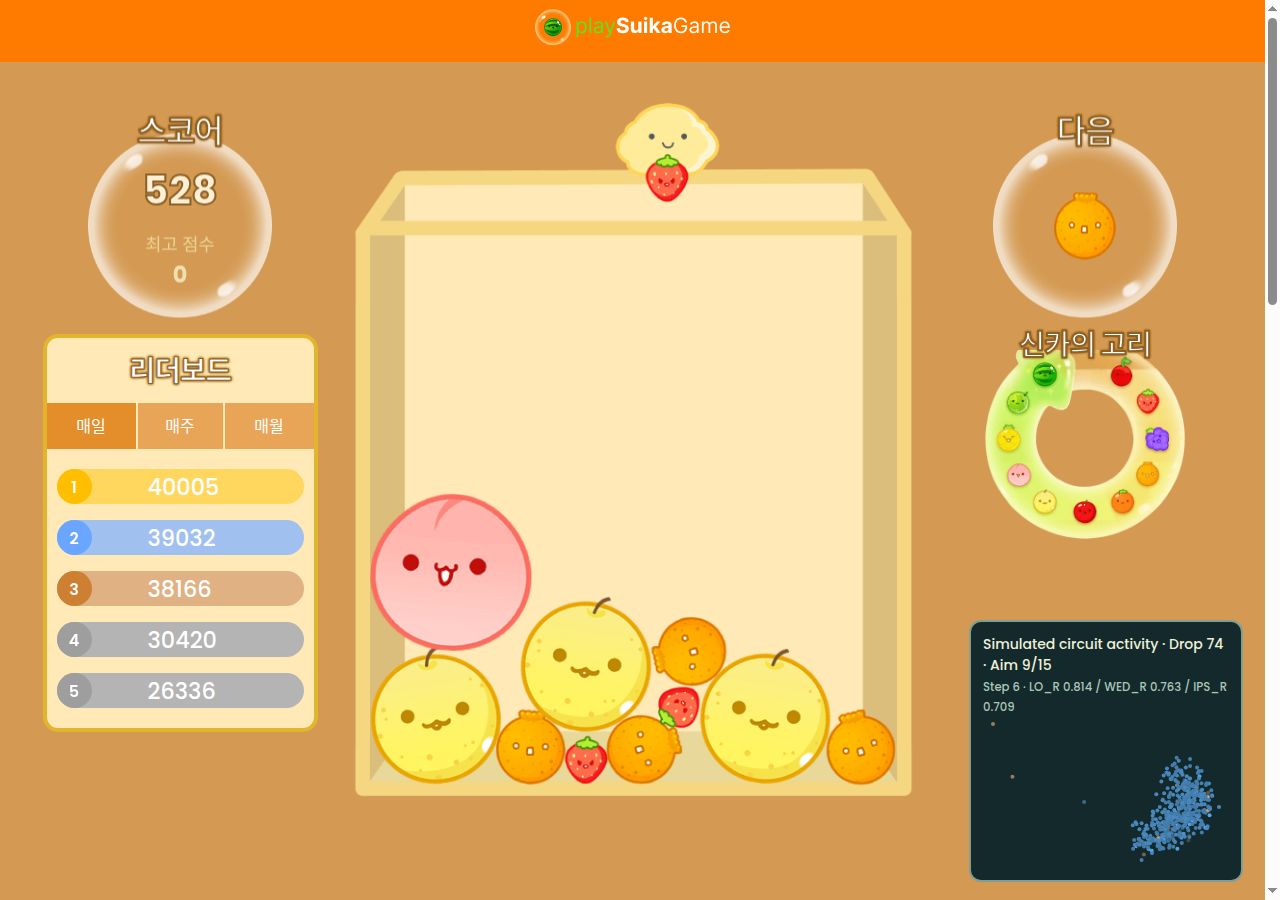 playSuikaGame
스코어
528
최고 점수
0
리더보드
매일 매주 매월
1 40005
2 39032
3 38166
4 30420
5 26336
다음
신카의 고리
Simulated circuit activity · Drop 74
· Aim 9/15
Step 6 · LO_R 0.814 / WED_R 0.763 / IPS_R
0.709